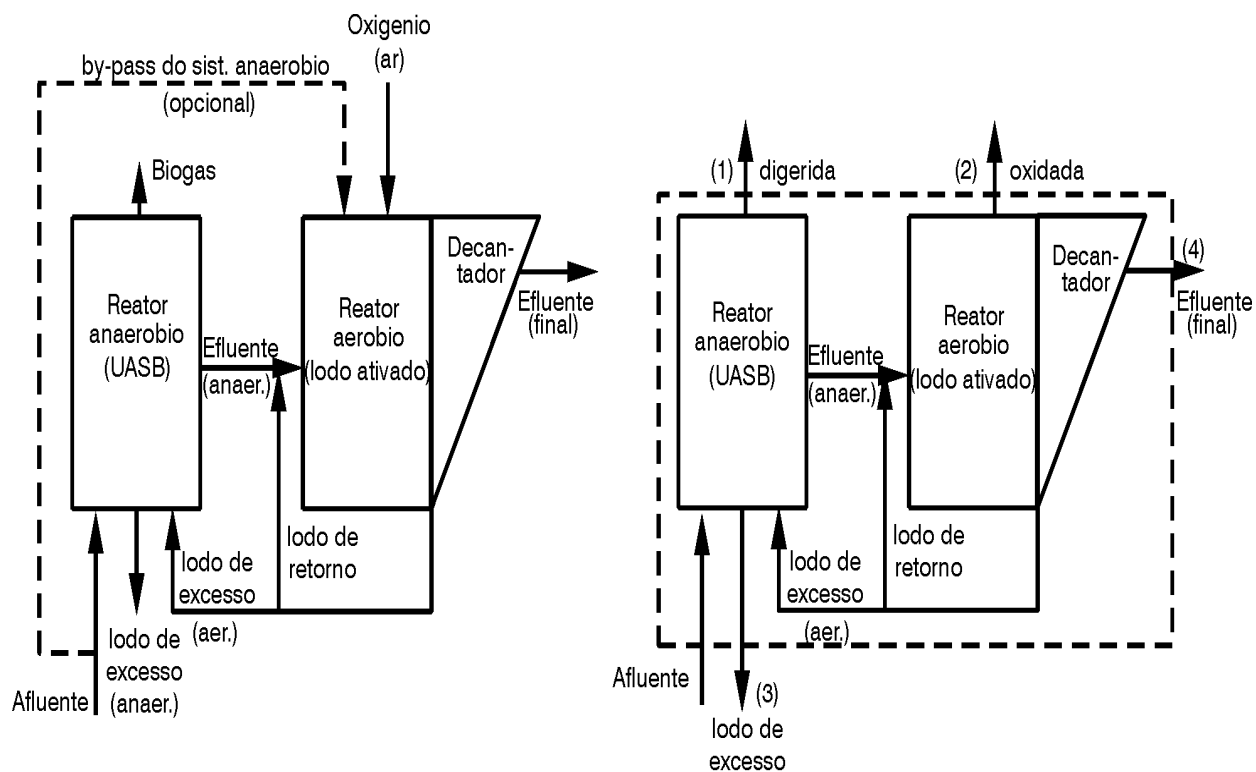 Oxigenio
(ar)
by-pass do sist. anaerobio
(opcional)
Biogas
Reator
anaerobio
(UASB)
Efluente
(anaer.)
Reator
aerobio
(lodo ativado)
Decan-
tador
Efluente
(final)
lodo de
excesso
(aer.)
lodo de
retorno
lodo de
excesso
(anaer.)
Afluente
(1)
digerida
(2)
oxidada
Reator
anaerobio
(UASB)
Efluente
(anaer.)
Reator
aerobio
(lodo ativado)
Decan-
tador
(4)
Efluente
(final)
lodo de
excesso
(aer.)
lodo de
retorno
Afluente
(3)
lodo de
excesso